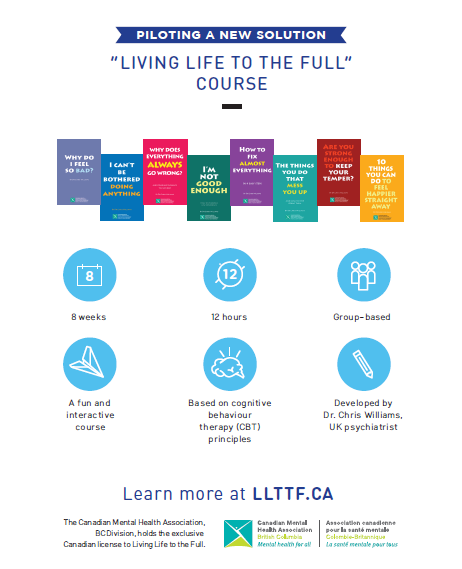 PILOTING A NEW SOLUTION
"LIVING LIFE TO THE FULL"
COURSE
WHY DO
I FEEL
SO BAD?
I CAN'T
BE
BOTHERED
DOING
ANYTHING
WHY DOES
EVERYTHING
ALWAYS
GO WRONG?
I'M
NOT
GOOD
ENOUGH
HOW TO
FIX
ALMOST
EVERYTHING
THE THINGS
YOU DO
THAT
MESS
YOU UP
ARE YOU
STRONG
ENOUGH
TO KEEP
YOUR
TEMPER?
10
THINGS
YOU CAN
DO TO
FEEL
HAPPIER
STRAIGHT
AWAY
8
12
8 weeks
12 hours
Group-based
A fun and
interactive
course
Based on cognitive
behaviour
therapy (CBT)
principles
Developed by
Dr. Chris Williams,
UK psychiatrist
Learn more at LLTTF.CA
The Canadian Mental Health Association,
BC Division, holds the exclusive
Canadian license to Living Life to the Full.
Canadian Mental
Health Association
British Columbia
Mental health for all
Association canadienne
pour la santé mentale
Colombie-Britannique
La santé mentale pour tous